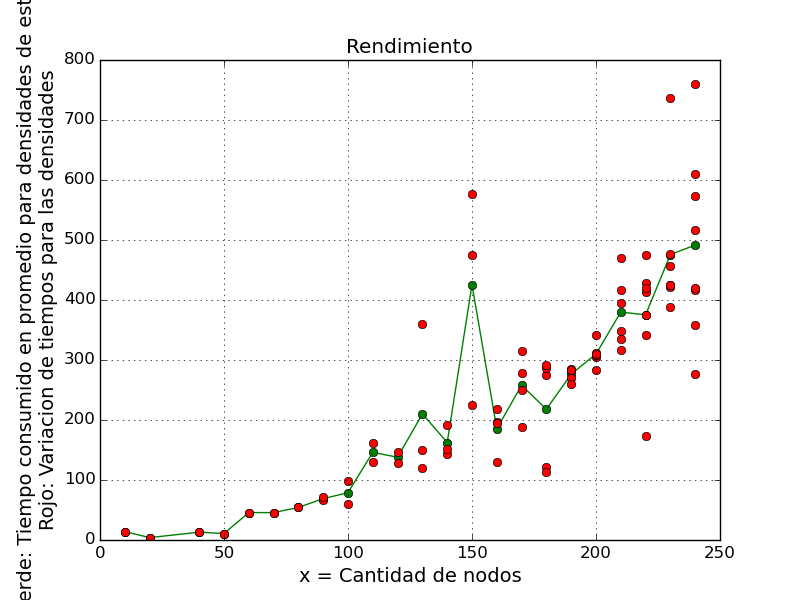 Rendimiento
erde: Tiempo consumido en promedio para densidades de est
Rojo: Variacion de tiempos para las densidades
800
700
600
500
400
300
200
100
0
0 50 100 150 200 250
x = Cantidad de nodos